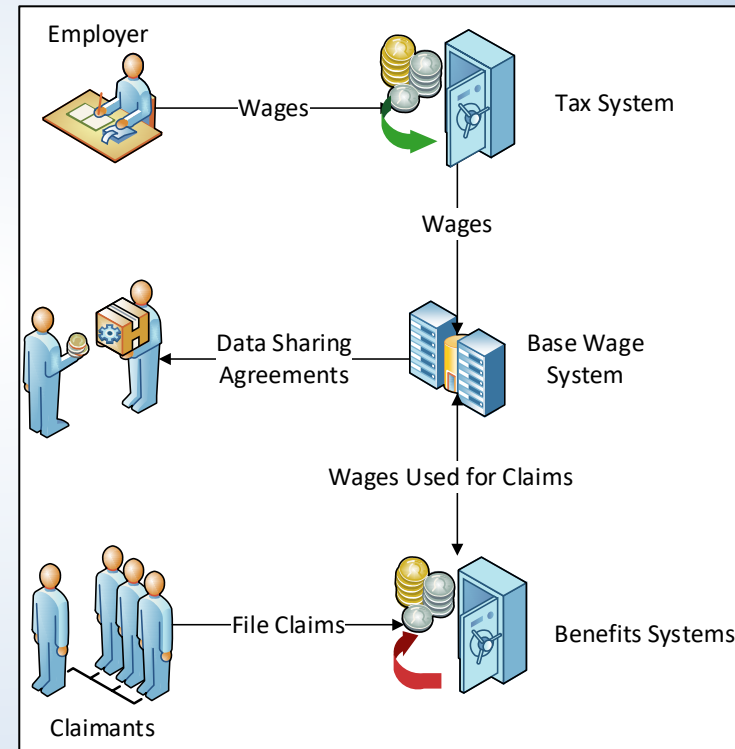 Employer
Wages
Tax System
Wages
Data Sharing
Agreements
Base Wage
System
Wages Used for Claims
File Claims
Benefits Systems
Claimants